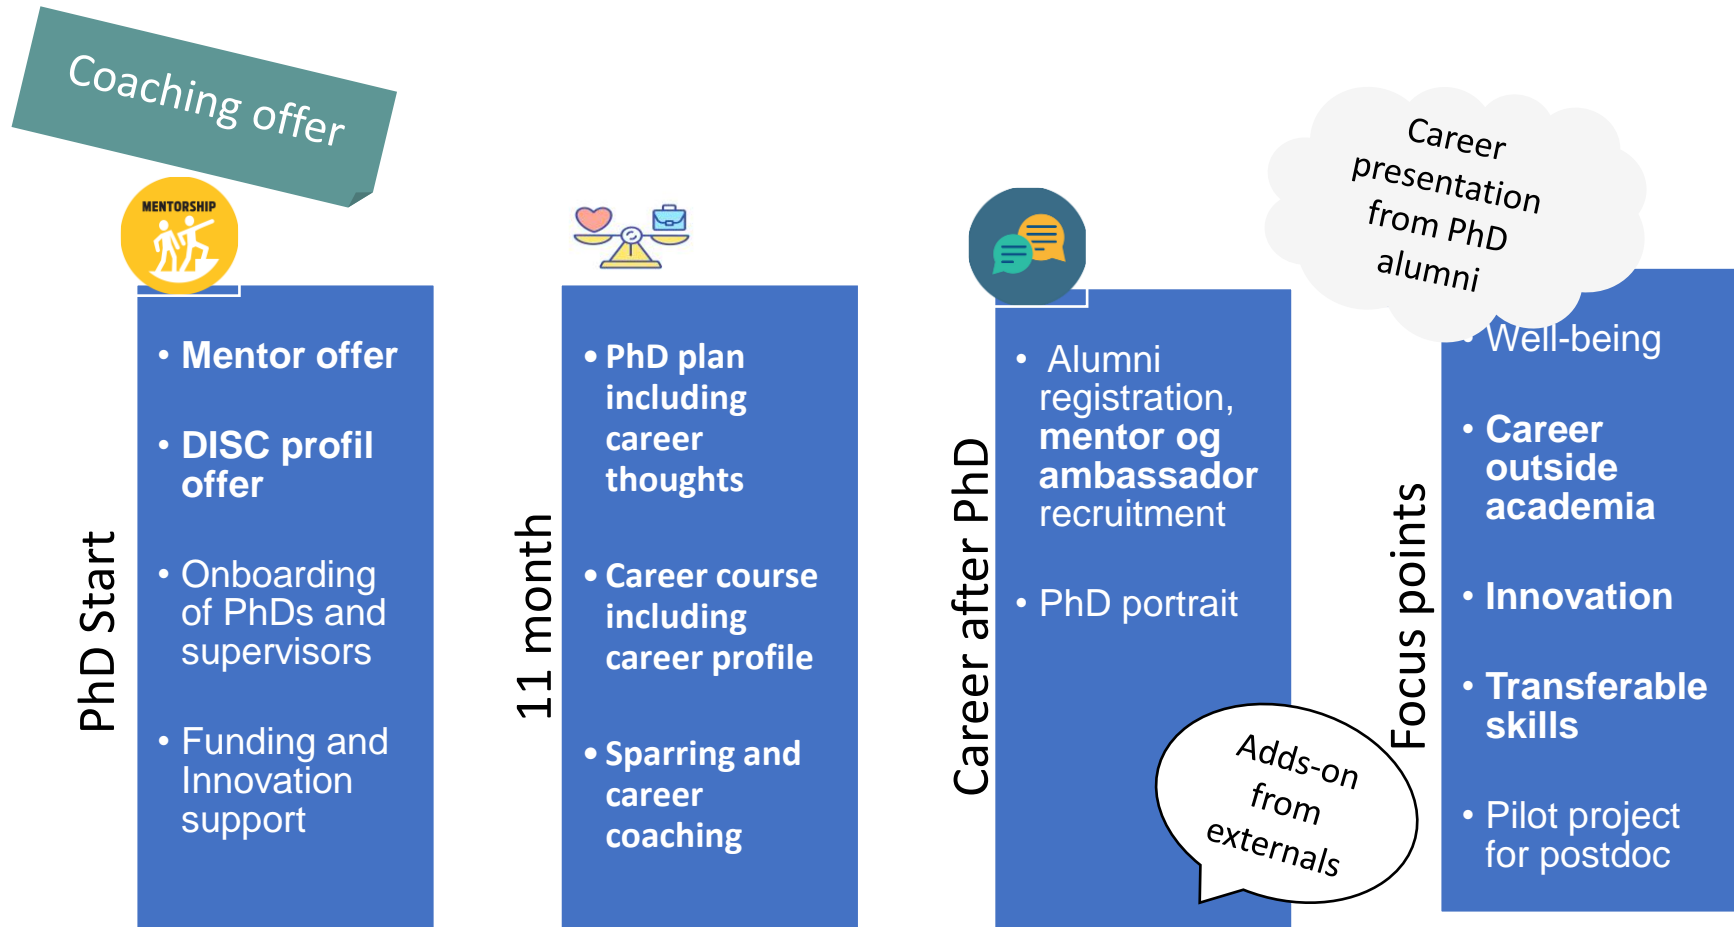 Coaching offer
MENTORSHIP
PhD Start
• Mentor offer
• DISC profil
offer
• Onboarding
of PhDs and
supervisors
• Funding and
Innovation
support
11 month
• PhD plan
including
career
thoughts
• Career course
including
career profile
• Sparring and
career
coaching
Career after PhD
• Alumni
registration,
mentor og
ambassador
recruitment
• PhD portrait
Adds-on
from
externals
Career
presentation
from PhD
alumni
Focus points
• Well-being
• Career
outside
academia
• Innovation
• Transferable
skills
• Pilot project
for postdoc